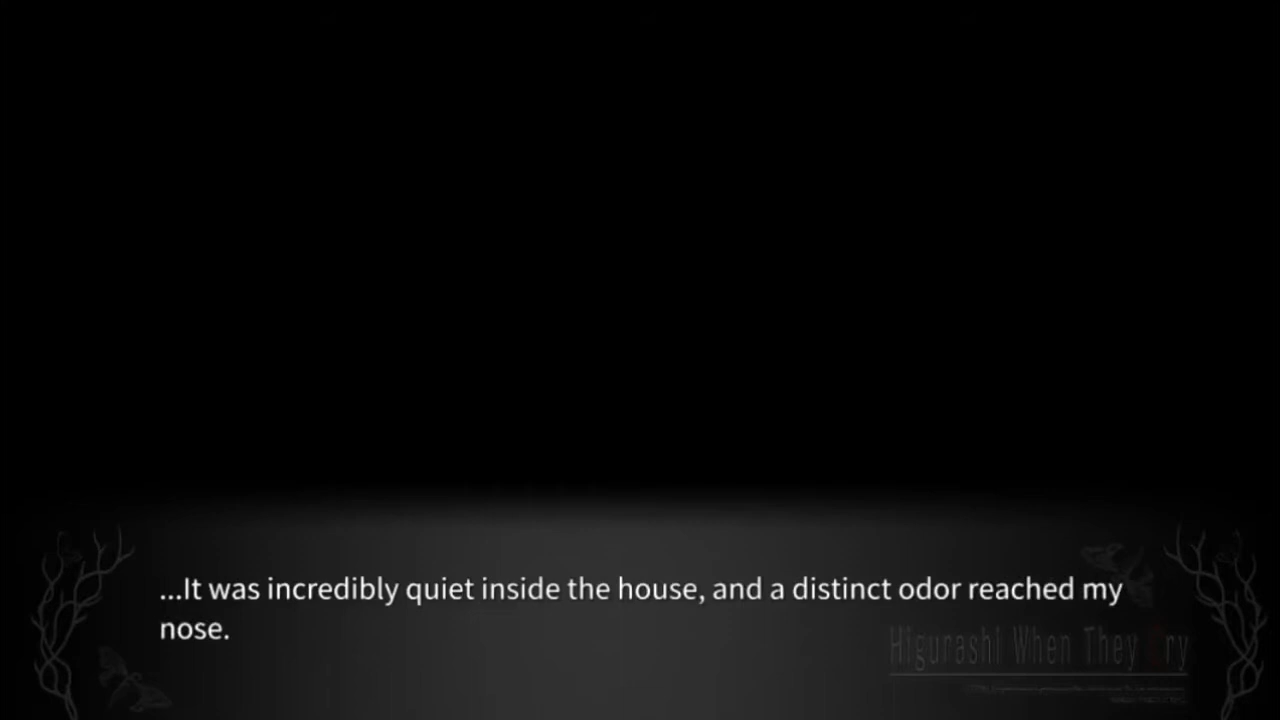 ...It was incredibly quiet inside the house, and a distinct odor reached my
nose.
Higurashi When They Cry